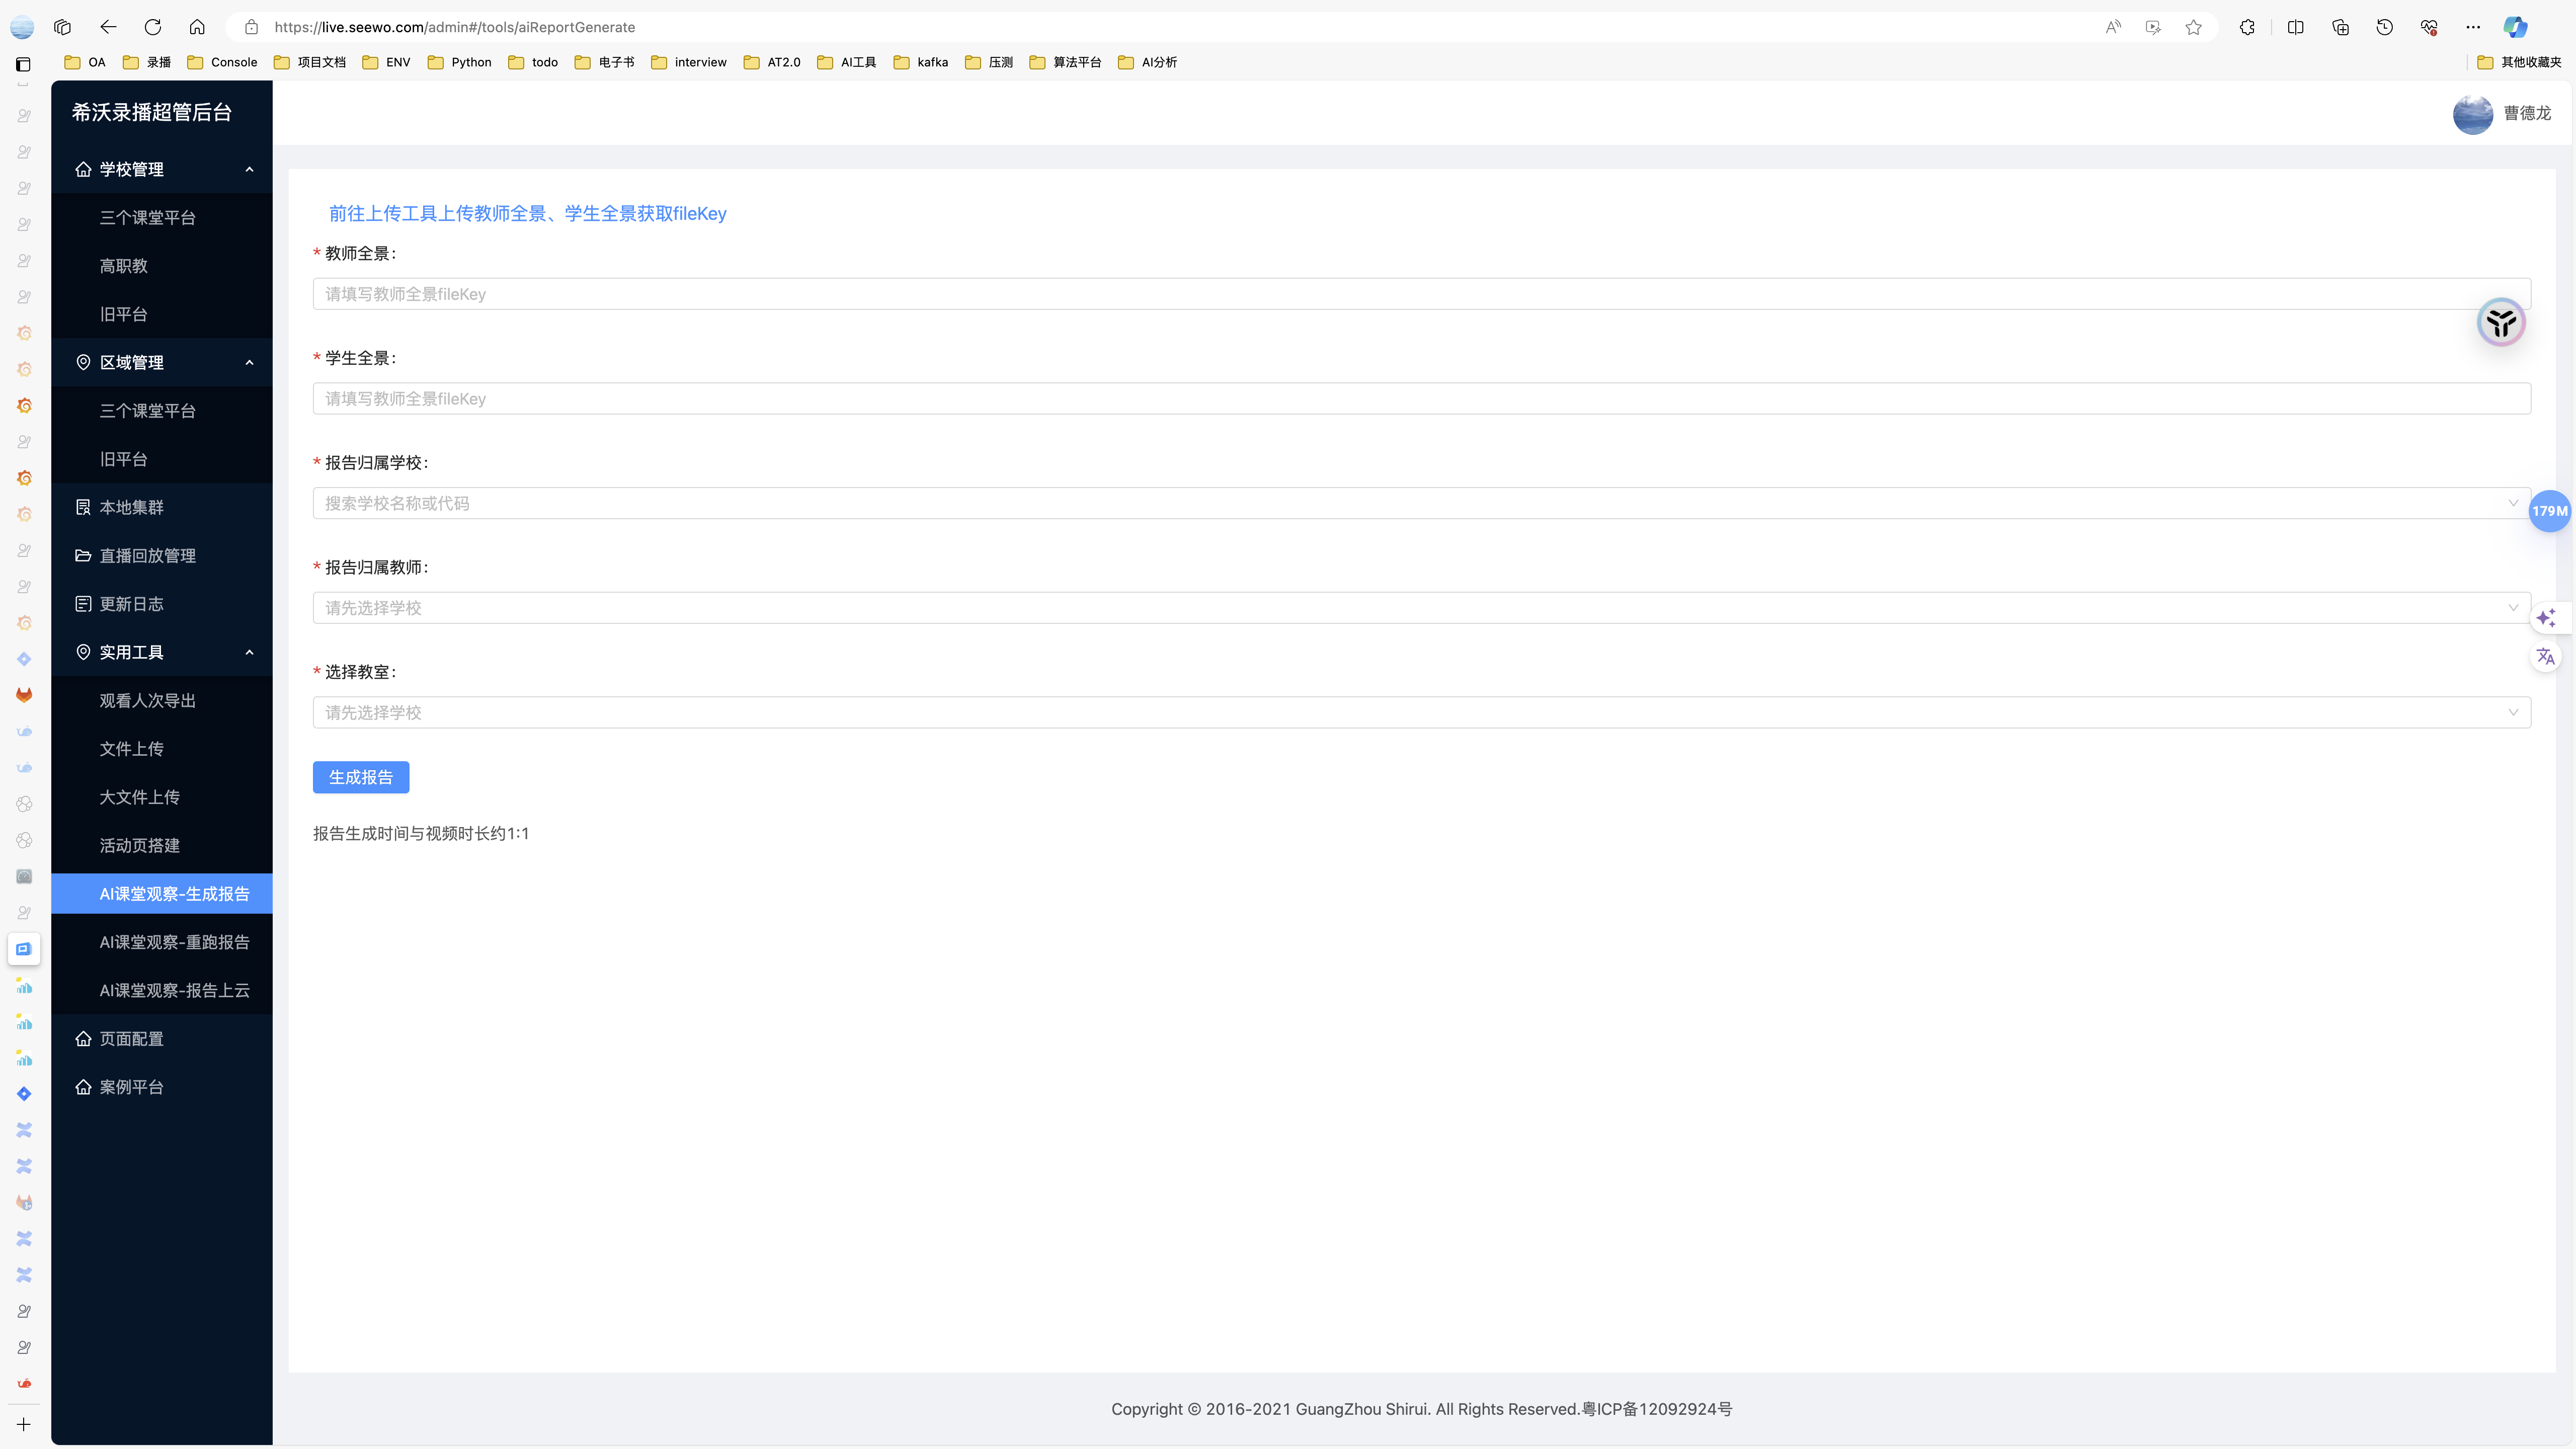 https://live.seewo.com/admin#/tools/aiReportGenerate
OA 录播 Console 项目文档 ENV Python todo 电子书 interview AT2.0 AI工具 kafka 压测 算法平台 AI分析 其他收藏夹
希沃录播超管后台
曹德龙
学校管理
三个课堂平台
高职教
旧平台
区域管理
三个课堂平台
旧平台
本地集群
直播回放管理
更新日志
实用工具
观看人次导出
文件上传
大文件上传
活动页搭建
AI课堂观察-生成报告
AI课堂观察-重跑报告
AI课堂观察-报告上云
页面配置
案例平台
前往上传工具上传教师全景、学生全景获取fileKey
* 教师全景:
请填写教师全景fileKey
* 学生全景:
请填写教师全景fileKey
* 报告归属学校:
搜索学校名称或代码
* 报告归属教师:
请先选择学校
* 选择教室:
请先选择学校
生成报告
报告生成时间与视频时长约1:1
179M
Copyright © 2016-2021 GuangZhou Shirui. All Rights Reserved.粤ICP备12092924号